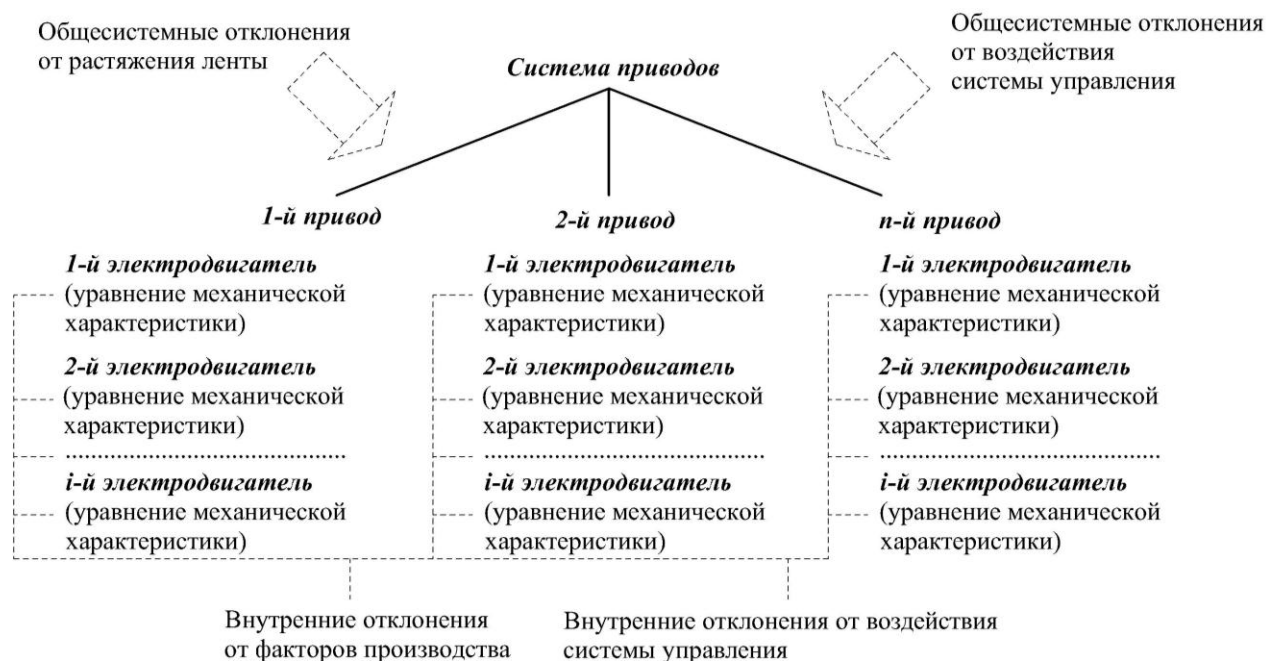 Общесистемные отклонения
от растяжения ленты
Общесистемные отклонения
от воздействия
системы управления
Система приводов
1-й привод
2-й привод
n-й привод
1-й электродвигатель
(уравнение механической
характеристики)
2-й электродвигатель
(уравнение механической
характеристики)
i-й электродвигатель
(уравнение механической
характеристики)
1-й электродвигатель
(уравнение механической
характеристики)
2-й электродвигатель
(уравнение механической
характеристики)
i-й электродвигатель
(уравнение механической
характеристики)
1-й электродвигатель
(уравнение механической
характеристики)
2-й электродвигатель
(уравнение механической
характеристики)
i-й электродвигатель
(уравнение механической
характеристики)
Внутренние отклонения
от факторов производства
Внутренние отклонения от воздействия
системы управления